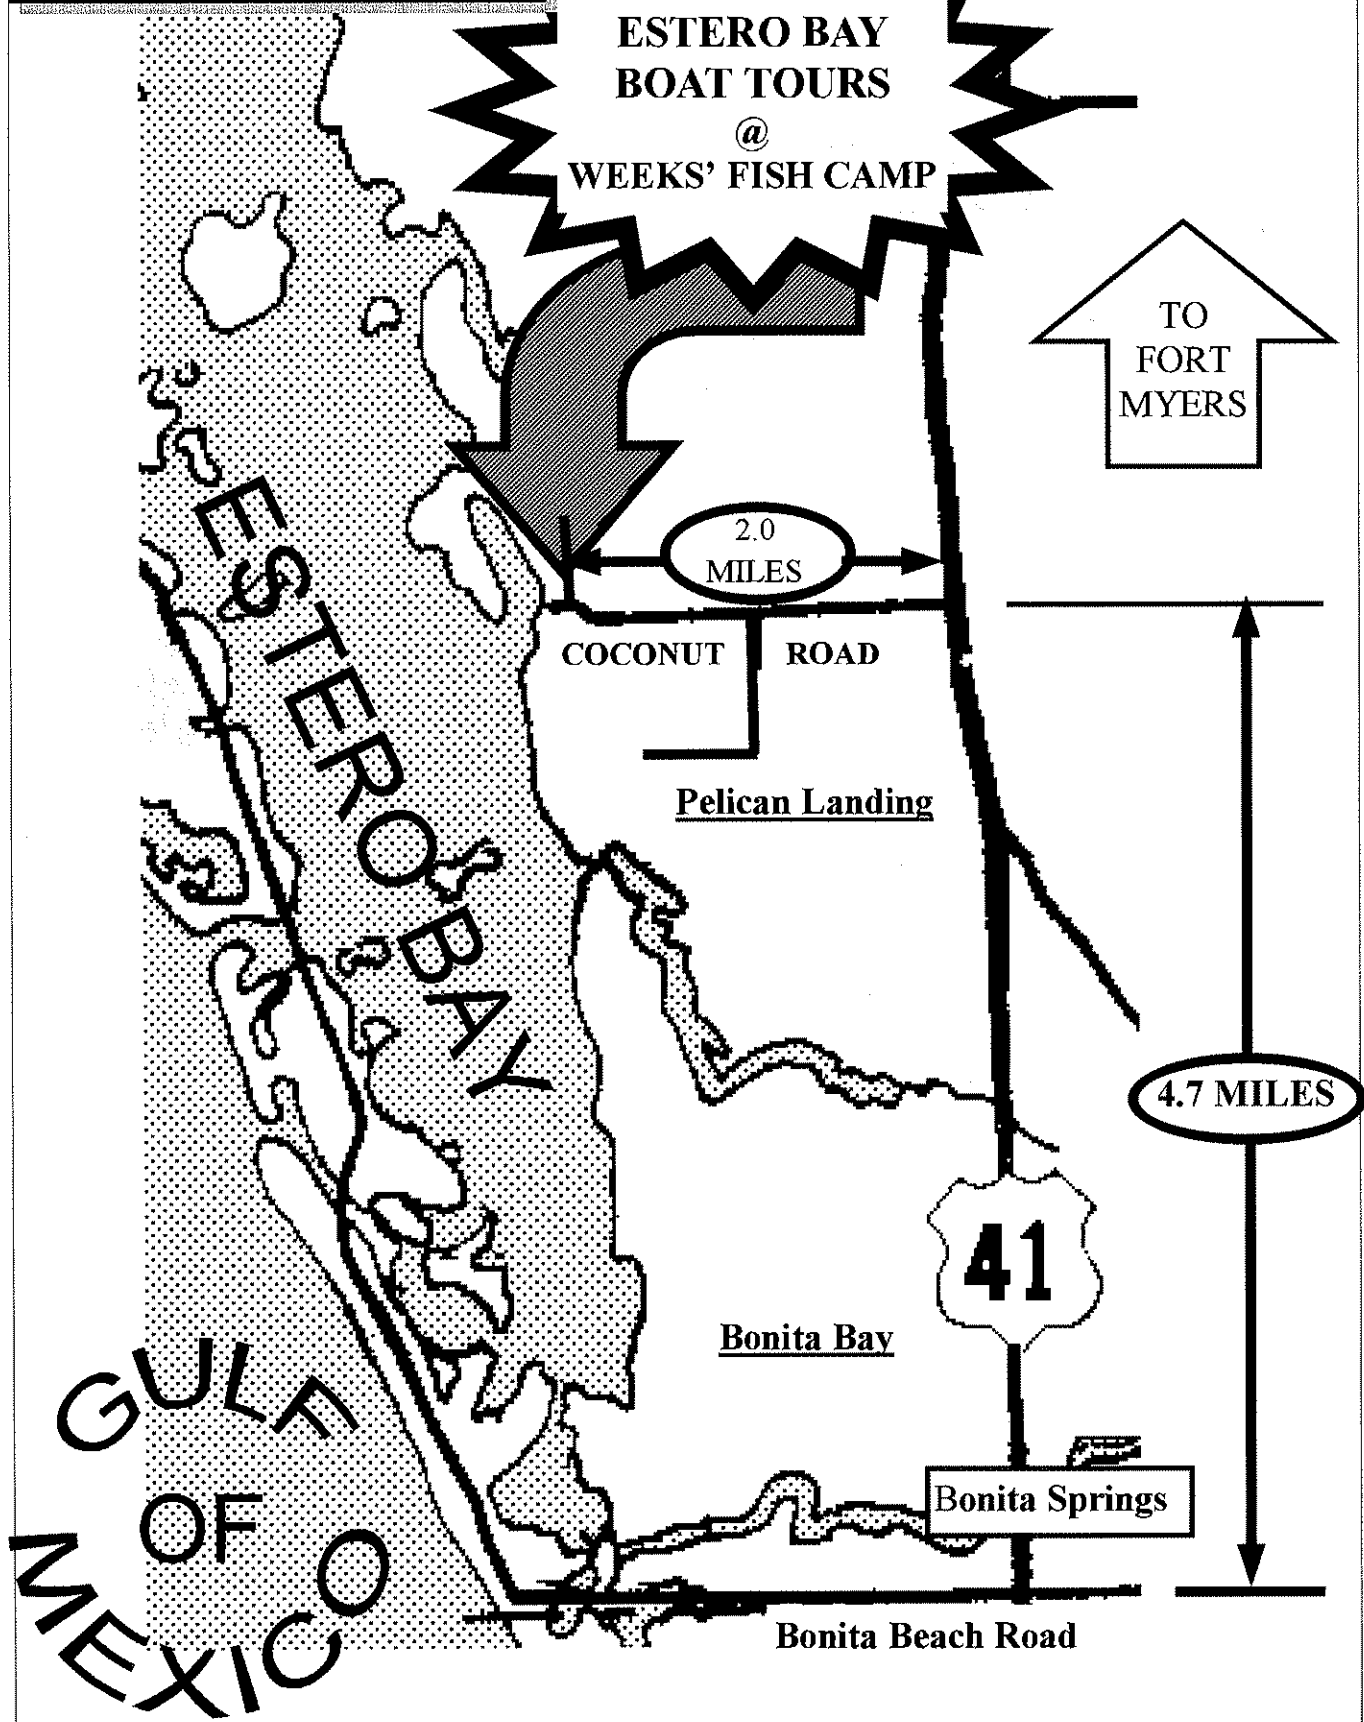 ESTERO BAY
BOAT TOURS
@
WEEKS' FISH CAMP
TO
FORT
MYERS
2.0
MILES
COCONUT ROAD
ESTERO BAY
Pelican Landing
4.7 MILES
41
Bonita Bay
GULF
OF
MEXICO
Bonita Springs
Bonita Beach Road